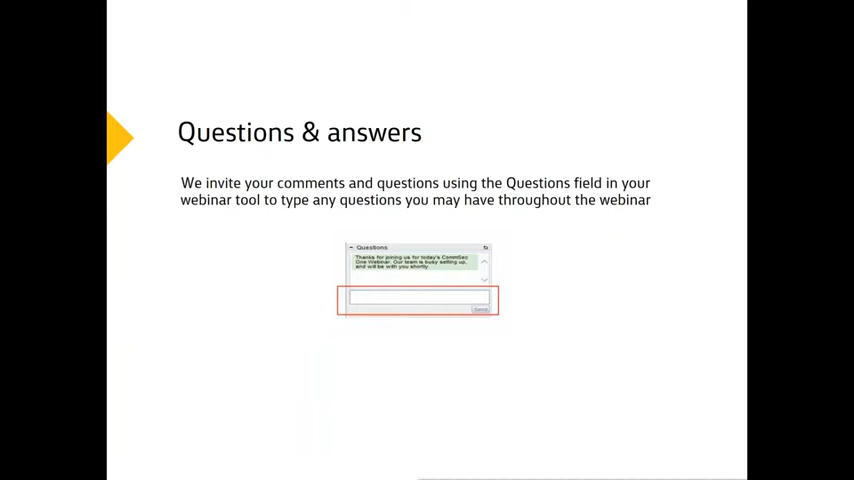 Questions & answers
We invite your comments and questions using the Questions field in your
webinar tool to type any questions you may have throughout the webinar
Questions
Thanks for joining us for today's CommSec
One Webinar. Our team is busy setting up,
and will be with you shortly.
Send